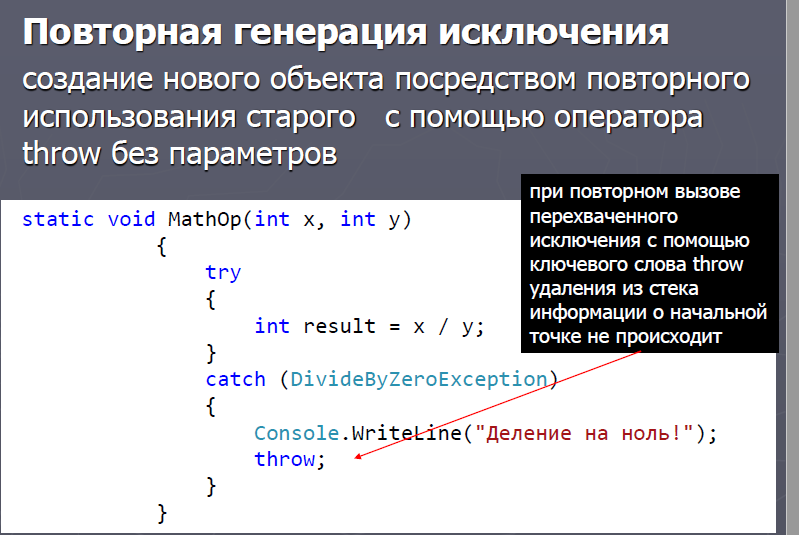 Повторная генерация исключения
создание нового объекта посредством повторного
использования старого с помощью оператора
throw без параметров
при повторном вызове
перехваченного
исключения с помощью
ключевого слова throw
удаления из стека
информации о начальной
точке не происходит
static void MathOp(int x, int y)
{
try
{
int result = x / y;
}
catch (DivideByZeroException)
{
Console.WriteLine("Деление на ноль!");
throw;
}
}